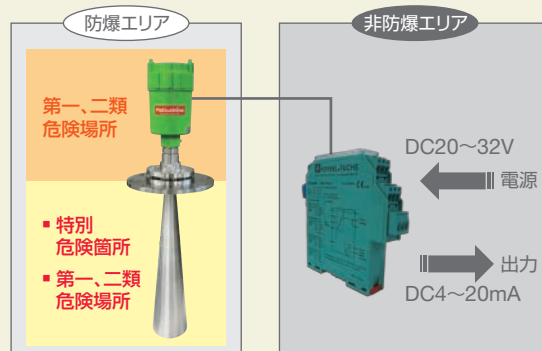 防爆エリア
非防爆エリア
第一、二類
危険場所
■ 特別
危険箇所
■ 第一、二類
危険場所
DC20～32V
電源
出力
DC4～20mA